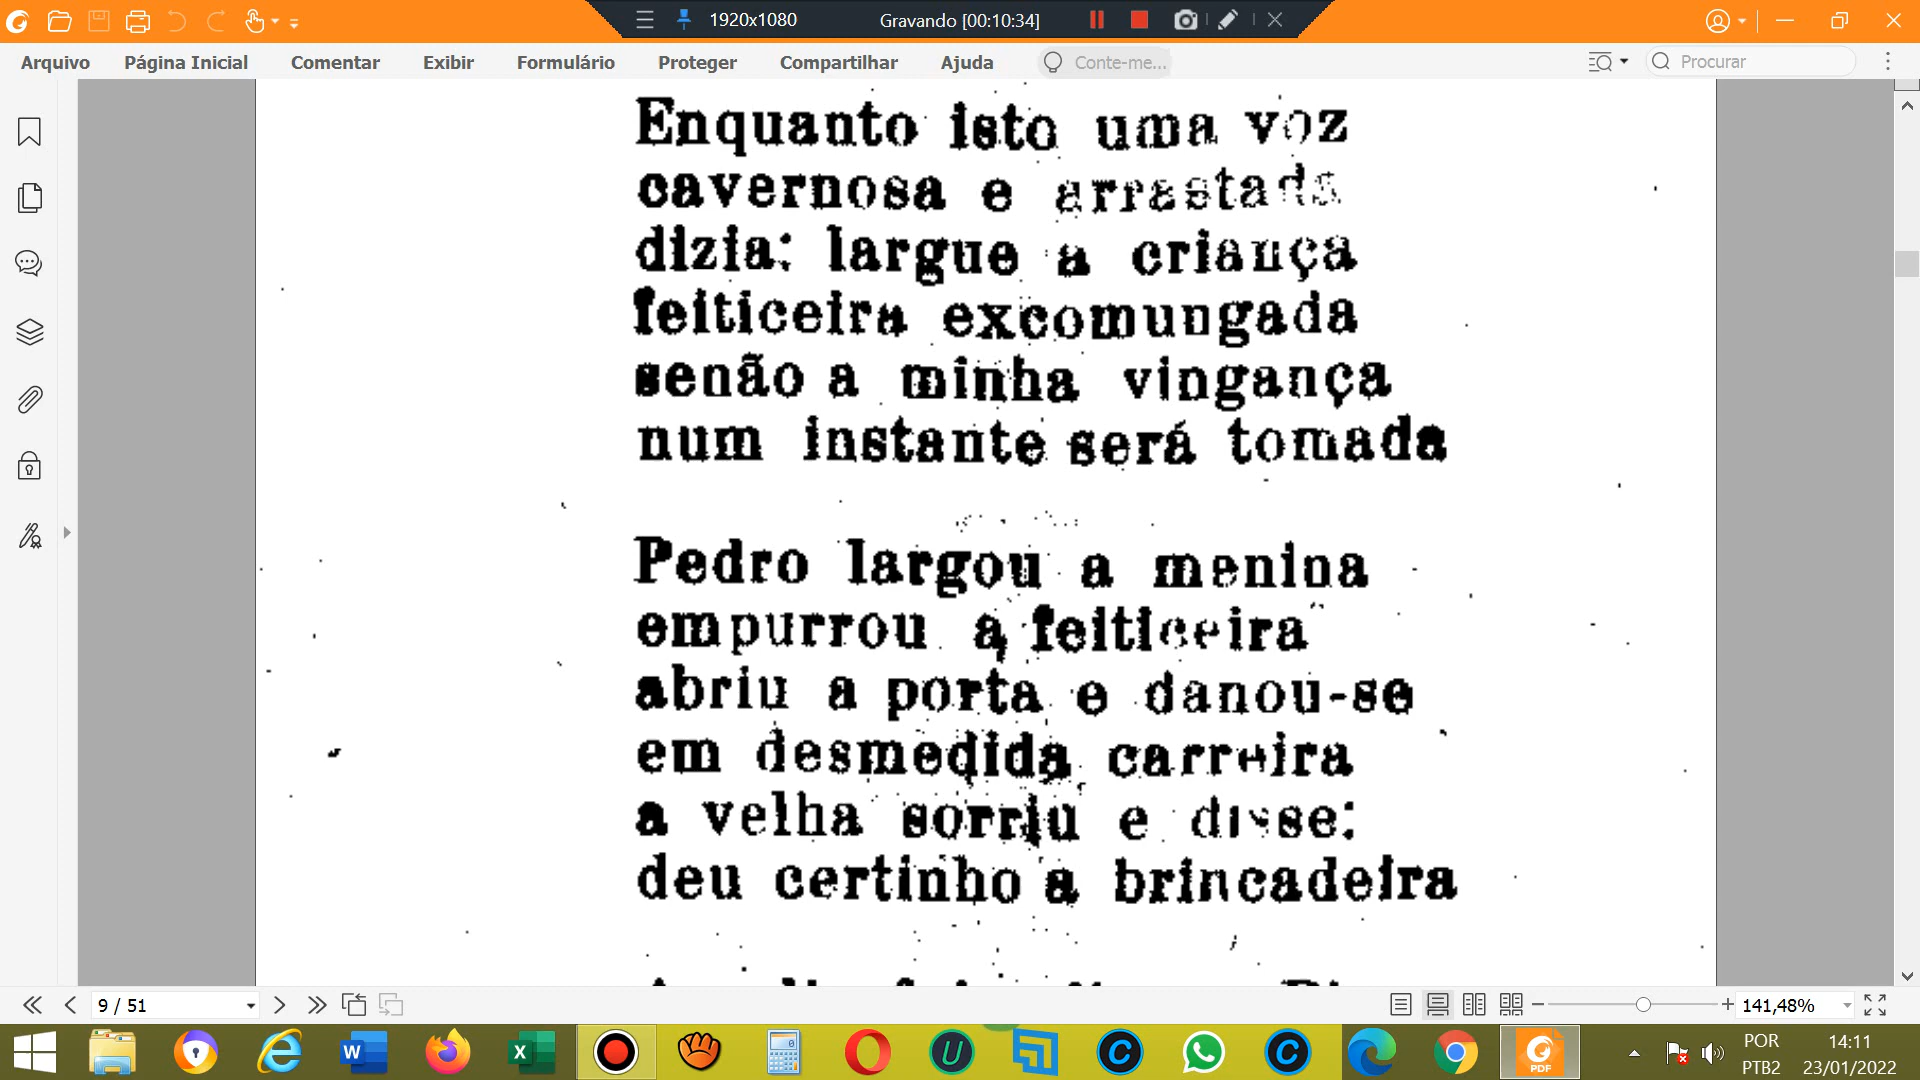 1920x1080 Gravando [00:10:34]
Arquivo Página Inicial Comentar Exibir Formulário Proteger Compartilhar Ajuda Conte-me... Procurar
Enquanto isto uma voz
cavernosa e arrastada
dizia: largue a criança
feiticeira excomungada
senão a minha vingança
num instante será tomada
Pedro largou a menina
empurrou a feiticeira
abriu a porta e danou-se
em desmedida carreira
a velha sorriu e disse:
deu certinho a brincadeira
9 / 51 141,48%
POR 14:11
PTB2 23/01/2022